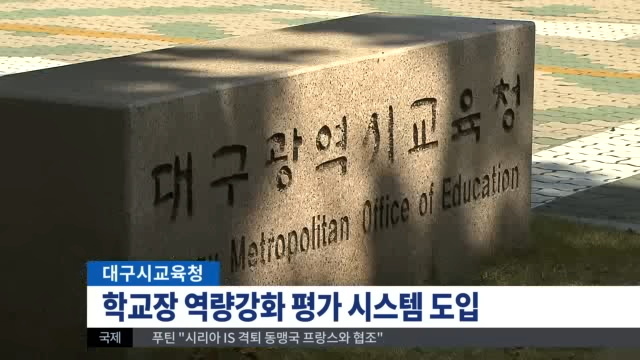 대구광역시교육청
Metropolitan Office of Education
대구시교육청
학교장 역량강화 평가 시스템 도입
국제 푸틴 "시리아 IS 격퇴 동맹국 프랑스와 협조"